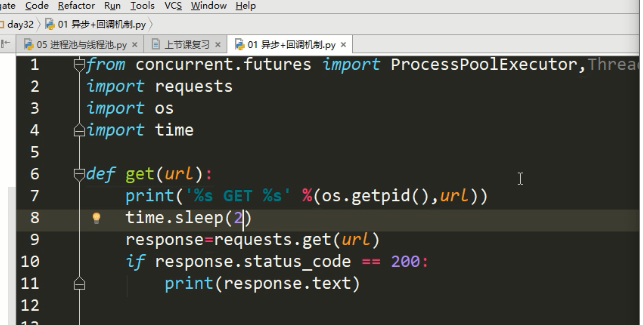 gate Code Refactor Run Tools VCS Window Help
day32 01 异步+回调机制.py
05 进程池与线程池.py × 上节课复习 × 01 异步+回调机制.py ×
1 from concurrent.futures import ProcessPoolExecutor,Thread
2 import requests
3 import os
4 import time
5
6 def get(url):
7 print('%s GET %s' %(os.getpid(),url))
8 time.sleep(2)
9 response=requests.get(url)
10 if response.status_code == 200:
11 print(response.text)
12